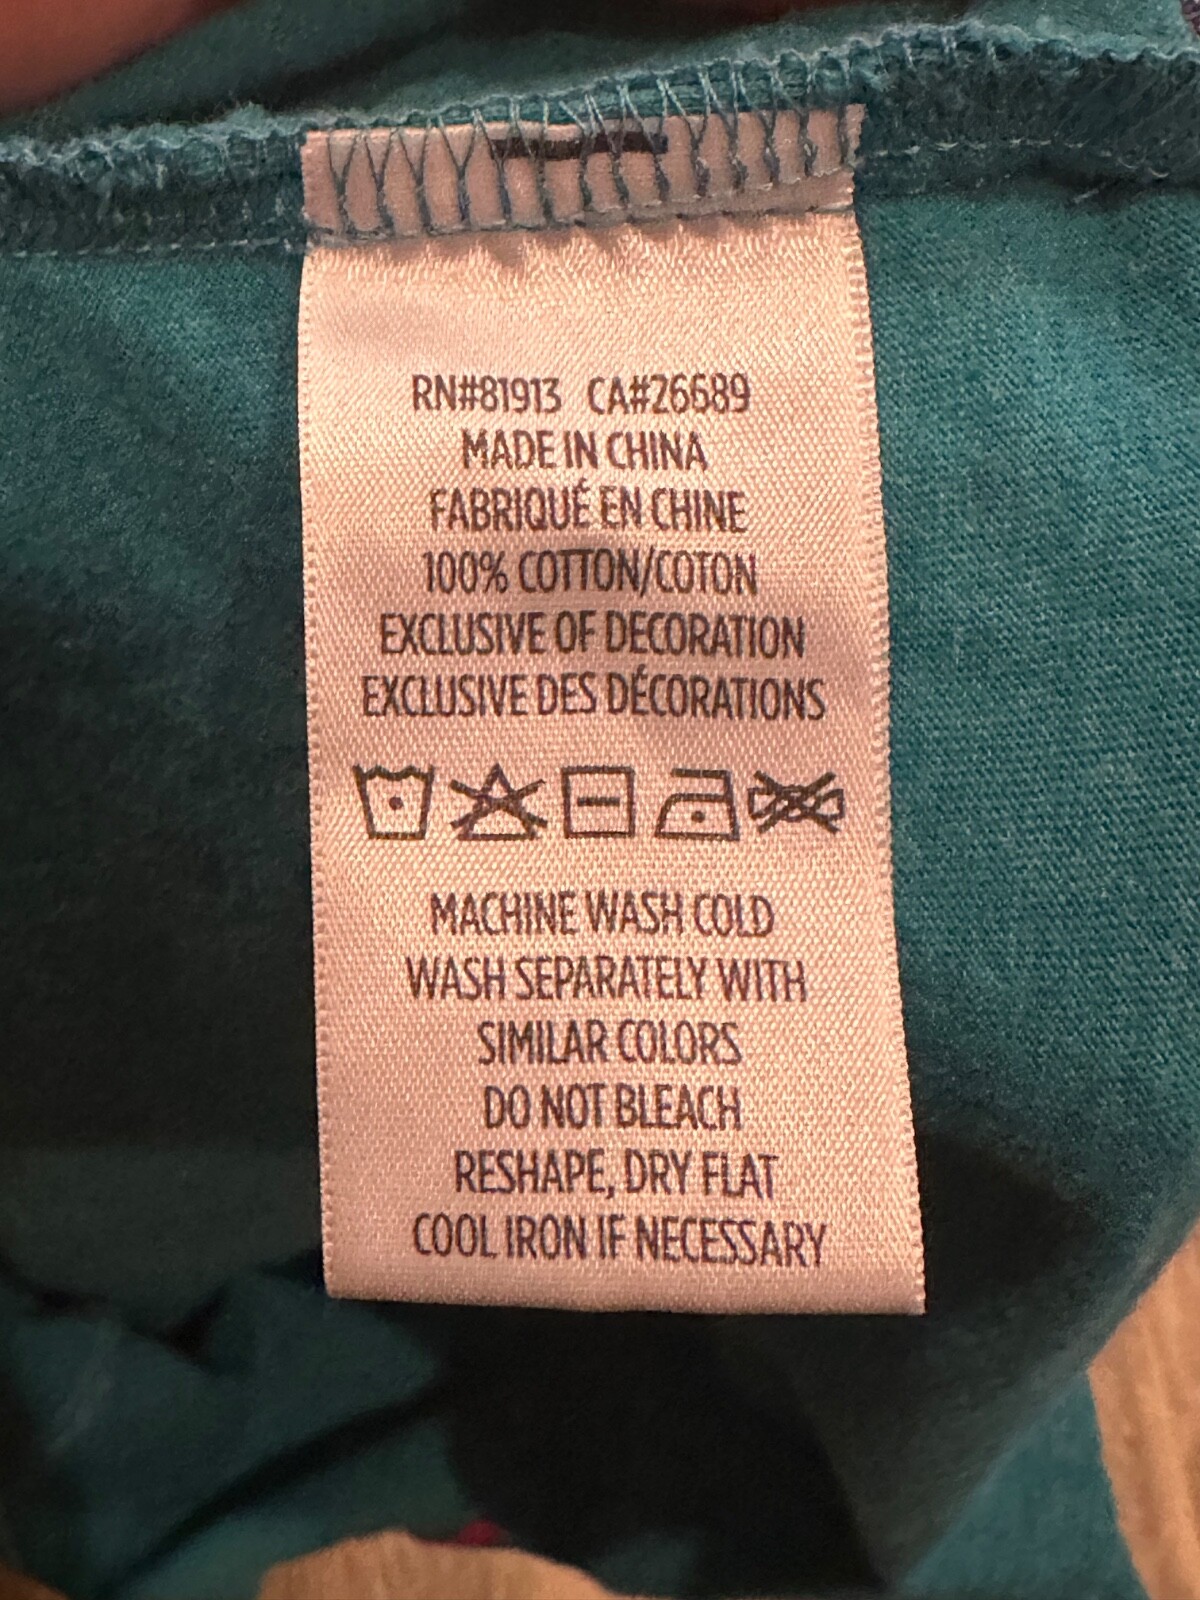 RN#81913 CA#26689
MADE IN CHINA
FABRIQUÉ EN CHINE
100% COTTON/COTON
EXCLUSIVE OF DECORATION
EXCLUSIVE DES DÉCORATIONS
MACHINE WASH COLD
WASH SEPARATELY WITH
SIMILAR COLORS
DO NOT BLEACH
RESHAPE, DRY FLAT
COOL IRON IF NECESSARY